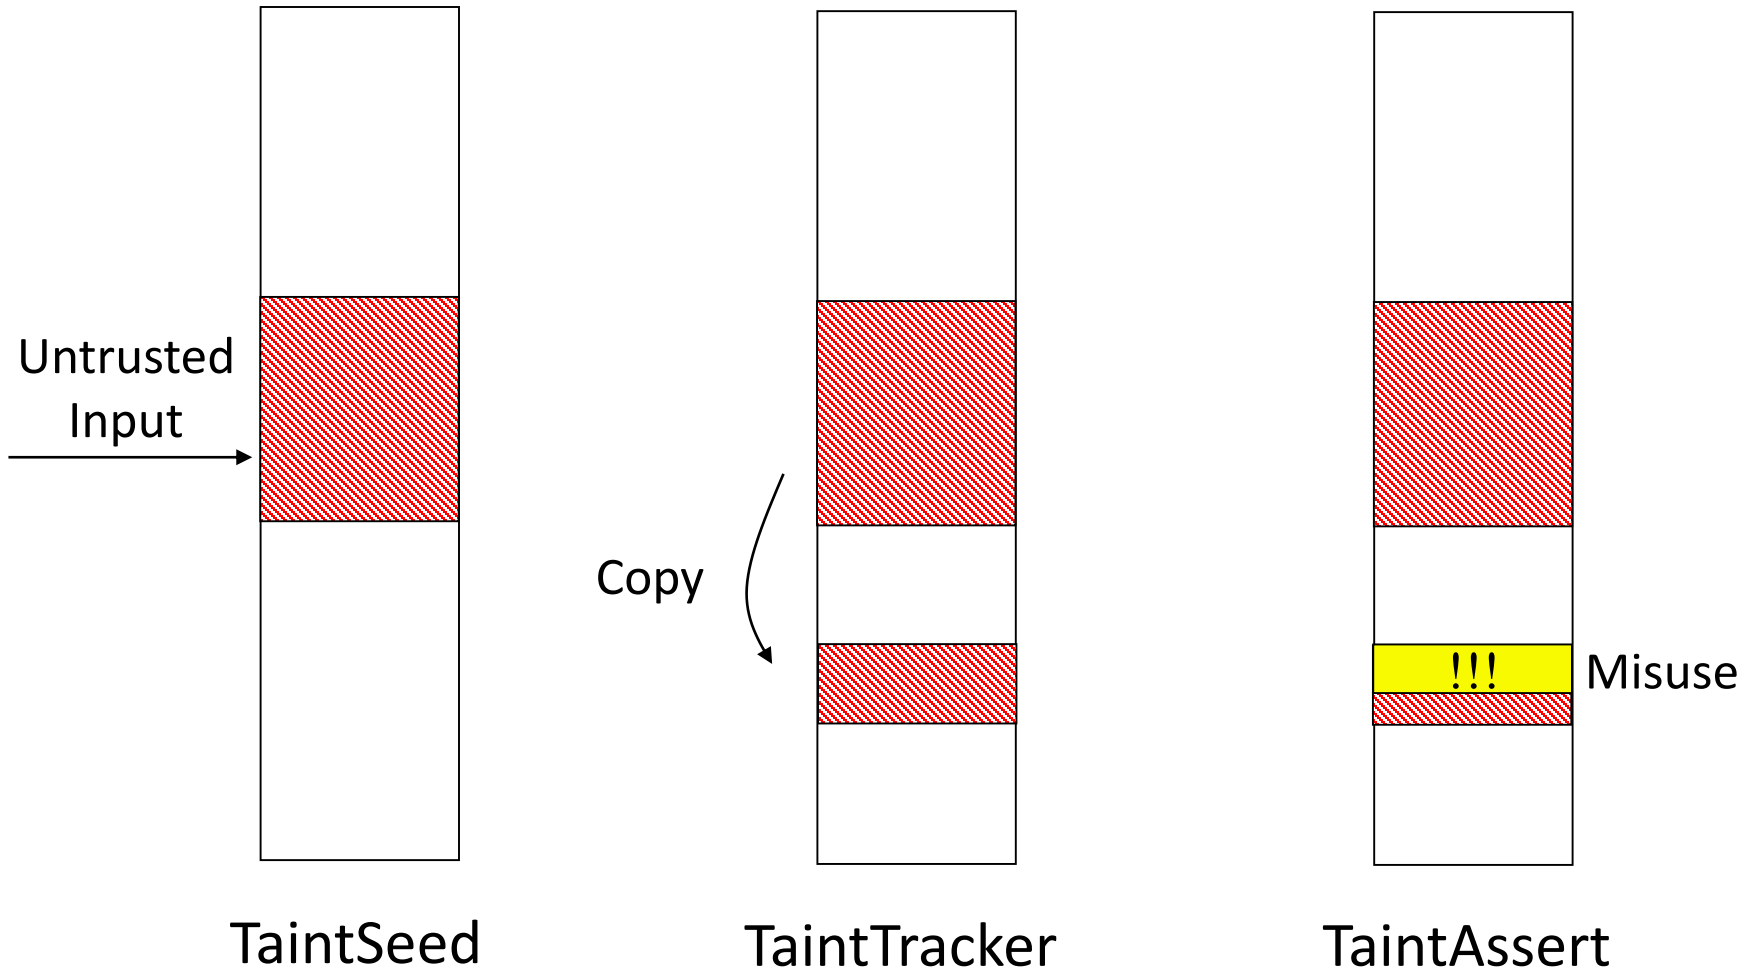 Untrusted
Input
Copy
!!!
Misuse
TaintSeed
TaintTracker
TaintAssert